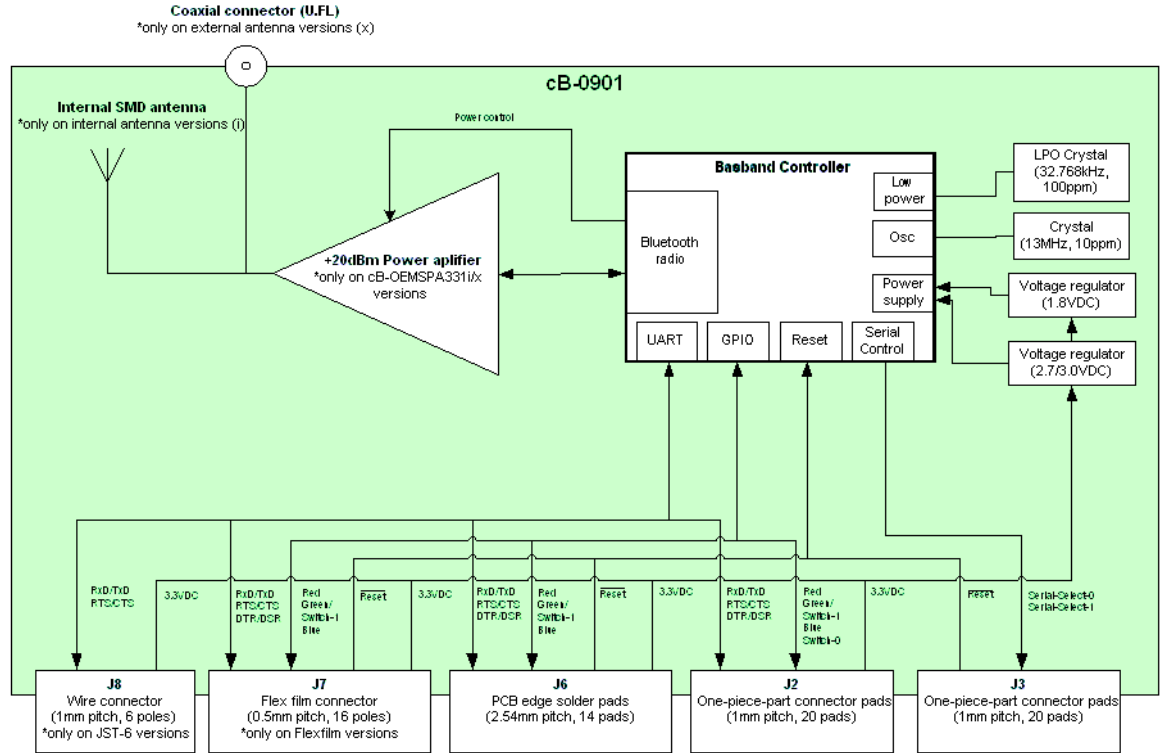 Coaxial connector (U.FL)
*only on external antenna versions (x)
cB-0901
Internal SMD antenna
*only on internal antenna versions (i)
Power control
Basband Controller
LPO Crystal
(32.768kHz,
100ppm)
Low
power
Crystal
(13MHz, 10ppm)
Osc
Bluetooth
radio
+20dBm Power aplifier
*only on cB-OEMSPA331i/x
versions
Power
supply
Voltage regulator
(1.8VDC)
UART
GPIO
Reset
Serial
Control
Voltage regulator
(2.7/3.0VDC)
RxD/TxD
RTS/CTS
3.3VDC
RxD/TxD
RTS/CTS
DTR/DSR
Red
Green/
Switch-1
Blue
Reset
3.3VDC
RxD/TxD
RTS/CTS
DTR/DSR
Red
Green/
Switch-1
Blue
Reset
3.3VDC
RxD/TxD
RTS/CTS
DTR/DSR
Red
Green/
Switch-1
Blue
Switch-0
3.3VDC
Reset
Serial-Select-0
Serial-Select-1
J8
Wire connector
(1mm pitch, 6 poles)
*only on JST-6 versions
J7
Flex film connector
(0.5mm pitch, 16 poles)
*only on Flexfilm versions
J6
PCB edge solder pads
(2.54mm pitch, 14 pads)
J2
One-piece-part connector pads
(1mm pitch, 20 pads)
J3
One-piece-part connector pads
(1mm pitch, 20 pads)